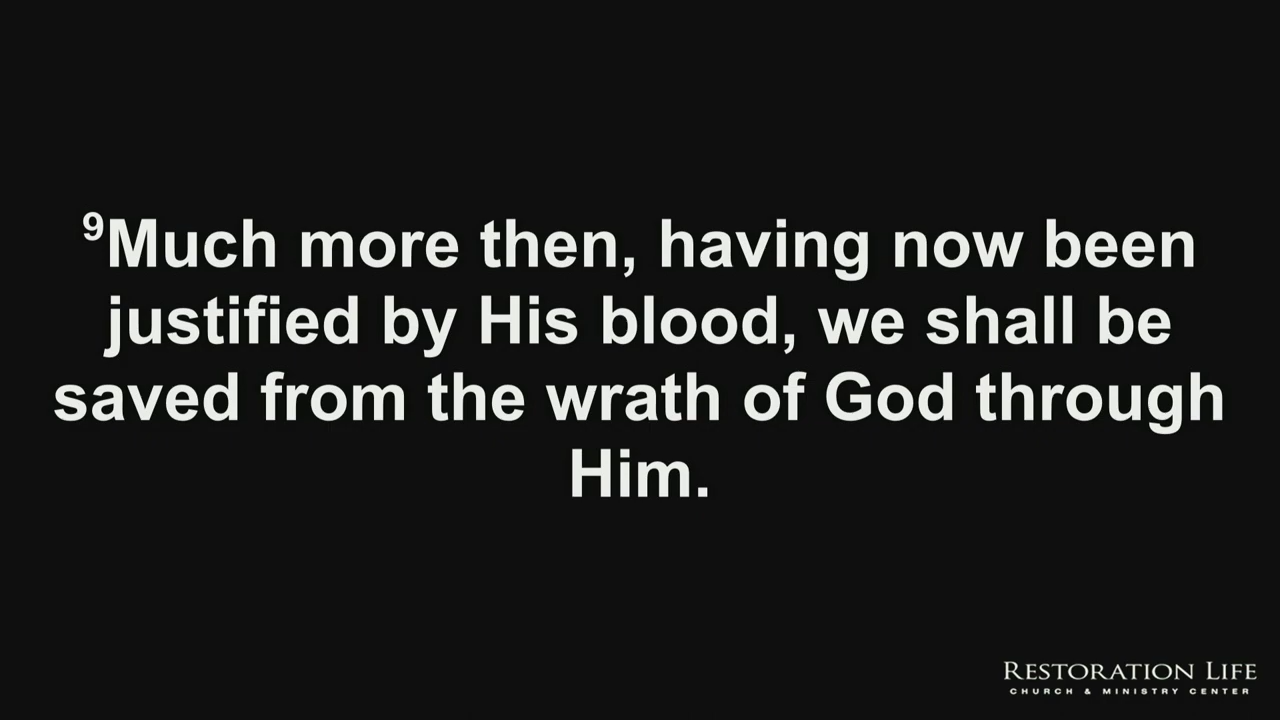 ⁹Much more then, having now been
justified by His blood, we shall be
saved from the wrath of God through
Him.
RESTORATION LIFE
CHURCH & MINISTRY CENTER